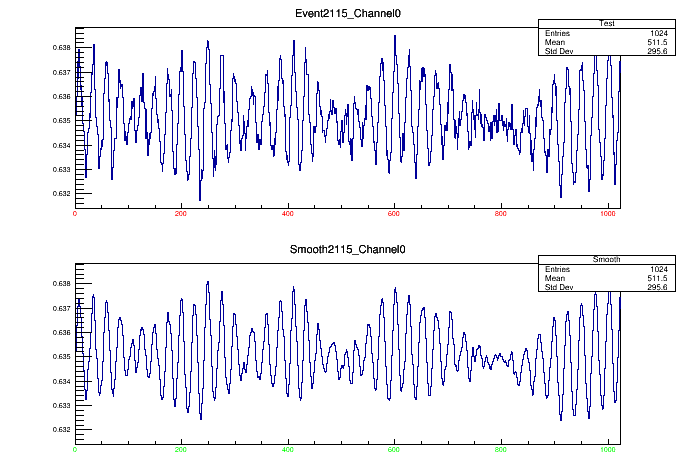 Event2115_Channel0
Test
Entries 1024
Mean 511.5
Std Dev 295.6
0.638
0.637
0.636
0.635
0.634
0.633
0.632
0 200 400 600 800 1000
Smooth2115_Channel0
Smooth
Entries 1024
Mean 511.5
Std Dev 295.6
0.638
0.637
0.636
0.635
0.634
0.633
0.632
0 200 400 600 800 1000